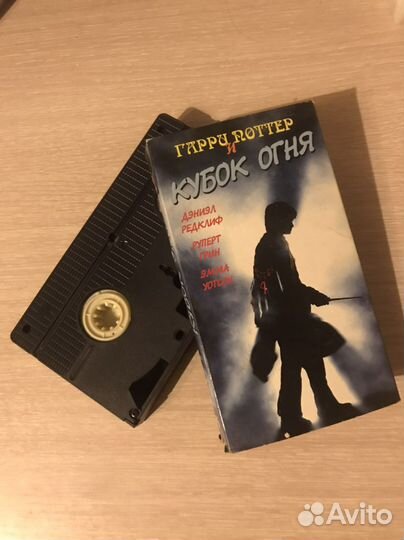 ГАРРИ ПОТТЕР
И
КУБОК ОГНЯ
ДЭНИЭЛ
РЕДКЛИФ
РУПЕРТ
ГРИН
ЭММА
УОТСОН
Avito